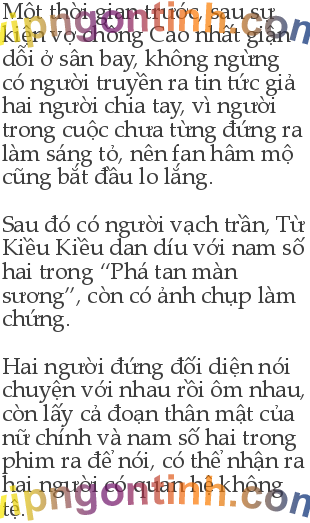 Một thời gian trước, sau sự
kiện vợ chồng Cao nhất giận
dỗi ở sân bay, không ngừng
có người truyền ra tin tức giả
hai người chia tay, vì người
trong cuộc chưa từng đứng ra
làm sáng tỏ, nên fan hâm mộ
cũng bắt đầu lo lắng.
Sau đó có người vạch trần, Từ
Kiều Kiều dan díu với nam số
hai trong “Phá tan màn
sương”, còn có ảnh chụp làm
chứng.
Hai người đứng đối diện nói
chuyện với nhau rồi ôm nhau,
còn lấy cả đoạn thân mật của
nữ chính và nam số hai trong
phim ra để nói, có thể nhận ra
hai người có quan hệ không
tệ.
vipngontinh.com
vipngontinh.com